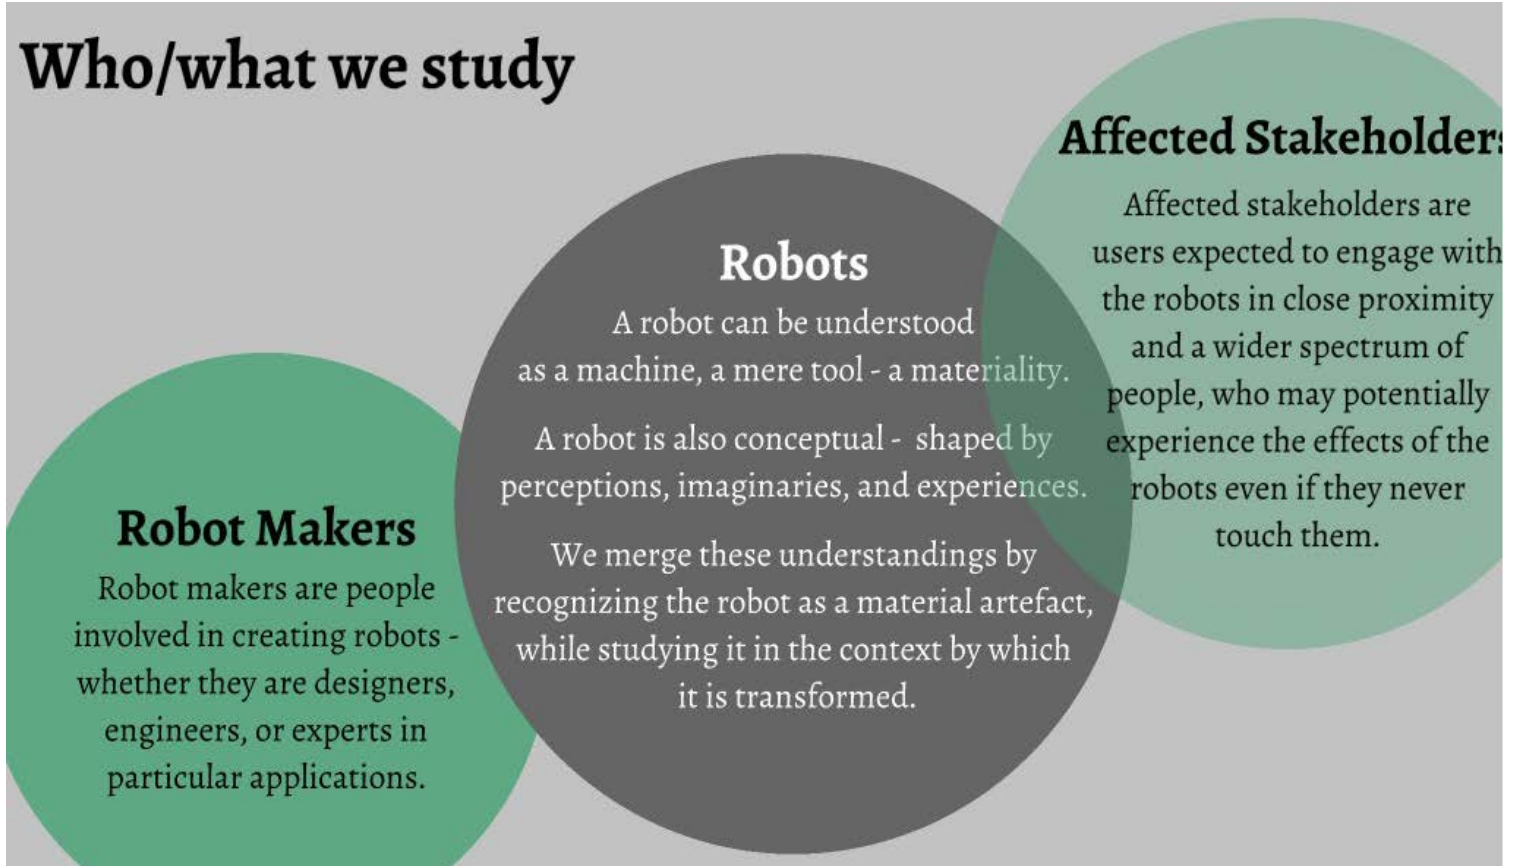 Who/what we study
Robot Makers
Robot makers are people
involved in creating robots -
whether they are designers,
engineers, or experts in
particular applications.
Robots
A robot can be understood
as a machine, a mere tool - a materiality.
A robot is also conceptual - shaped by
perceptions, imaginaries, and experiences.
We merge these understandings by
recognizing the robot as a material artefact,
while studying it in the context by which
it is transformed.
Affected Stakeholders
Affected stakeholders are
users expected to engage with
the robots in close proximity
and a wider spectrum of
people, who may potentially
experience the effects of the
robots even if they never
touch them.